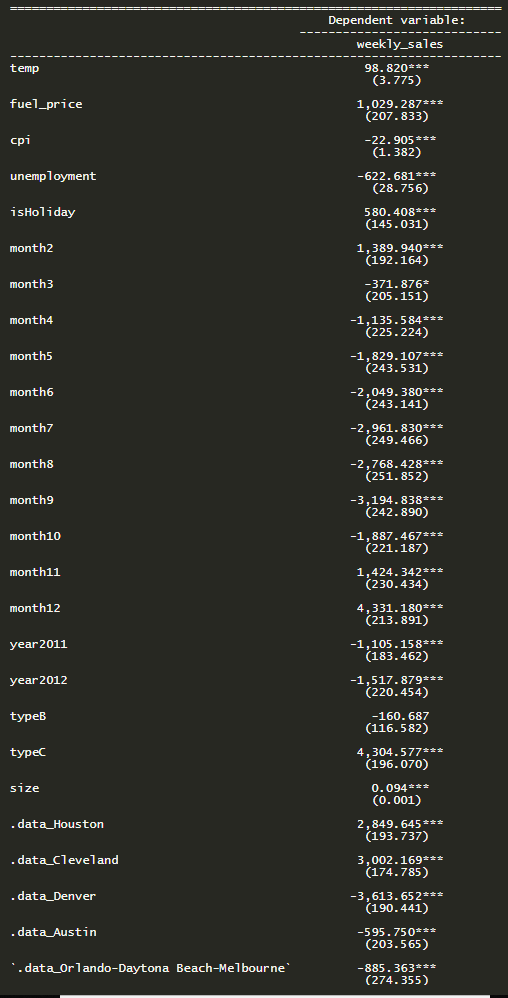 ==================================================================
Dependent variable:
---------------------------
weekly_sales
------------------------------------------------------------------
temp 98.820***
(3.775)
fuel_price 1,029.287***
(207.833)
cpi -22.905***
(1.382)
unemployment -622.681***
(28.756)
isHoliday 580.408***
(145.031)
month2 1,389.940***
(192.164)
month3 -371.876*
(205.151)
month4 -1,135.584***
(225.224)
month5 -1,829.107***
(243.531)
month6 -2,049.380***
(243.141)
month7 -2,961.830***
(249.466)
month8 -2,768.428***
(251.852)
month9 -3,194.838***
(242.890)
month10 -1,887.467***
(221.187)
month11 1,424.342***
(230.434)
month12 4,331.180***
(213.891)
year2011 -1,105.158***
(183.462)
year2012 -1,517.879***
(220.454)
typeB -160.687
(116.582)
typeC 4,304.577***
(196.070)
size 0.094***
(0.001)
.data_Houston 2,849.645***
(193.737)
.data_Cleveland 3,002.169***
(174.785)
.data_Denver -3,613.652***
(190.441)
.data_Austin -595.750***
(203.565)
`.data_Orlando-Daytona Beach-Melbourne` -885.363***
(274.355)